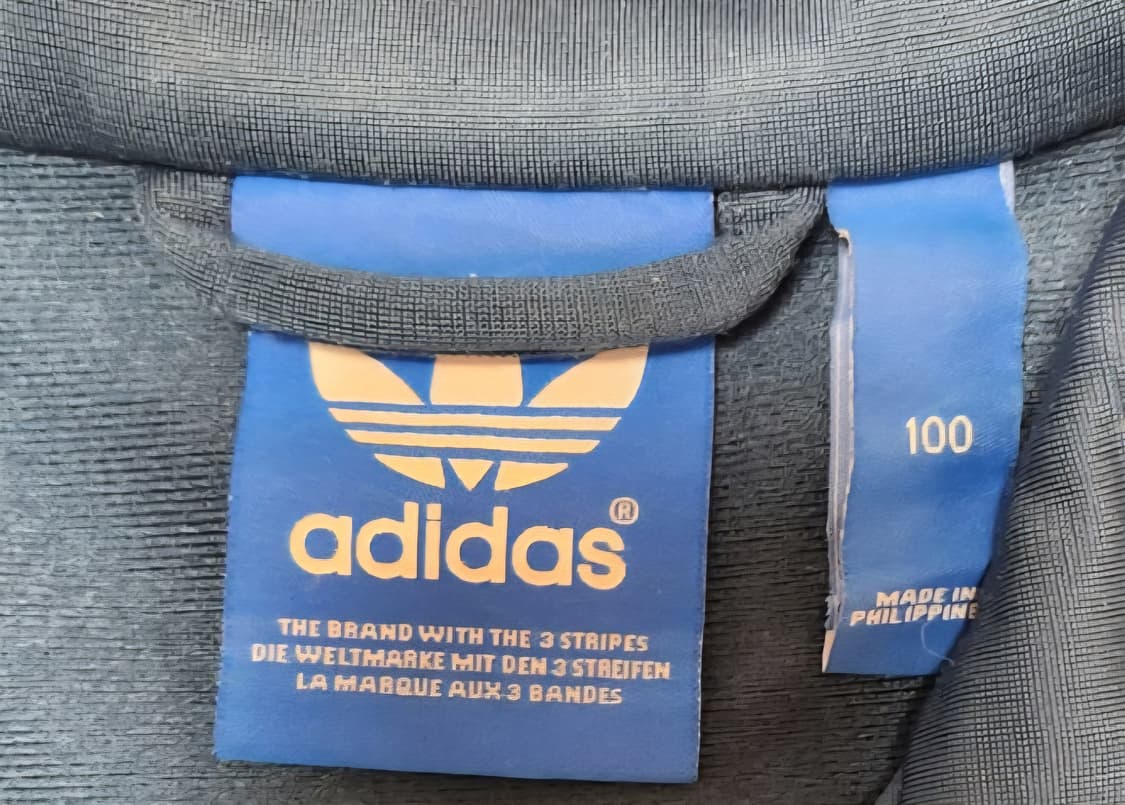 adidas®
THE BRAND WITH THE 3 STRIPES
DIE WELTMARKE MIT DEN 3 STREIFEN
LA MARQUE AUX 3 BANDES
100
MADE IN
PHILIPPINE